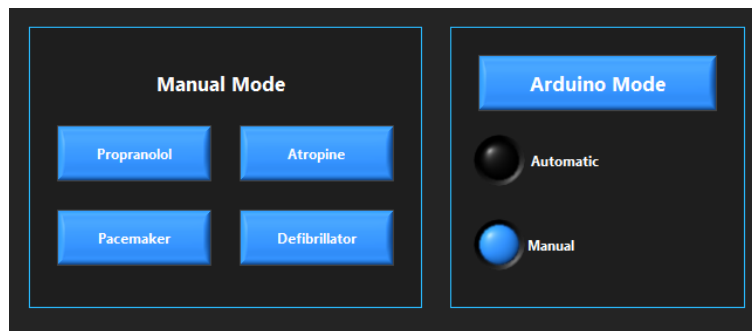 Manual Mode
Propranolol
Atropine
Pacemaker
Defibrillator
Arduino Mode
Automatic
Manual